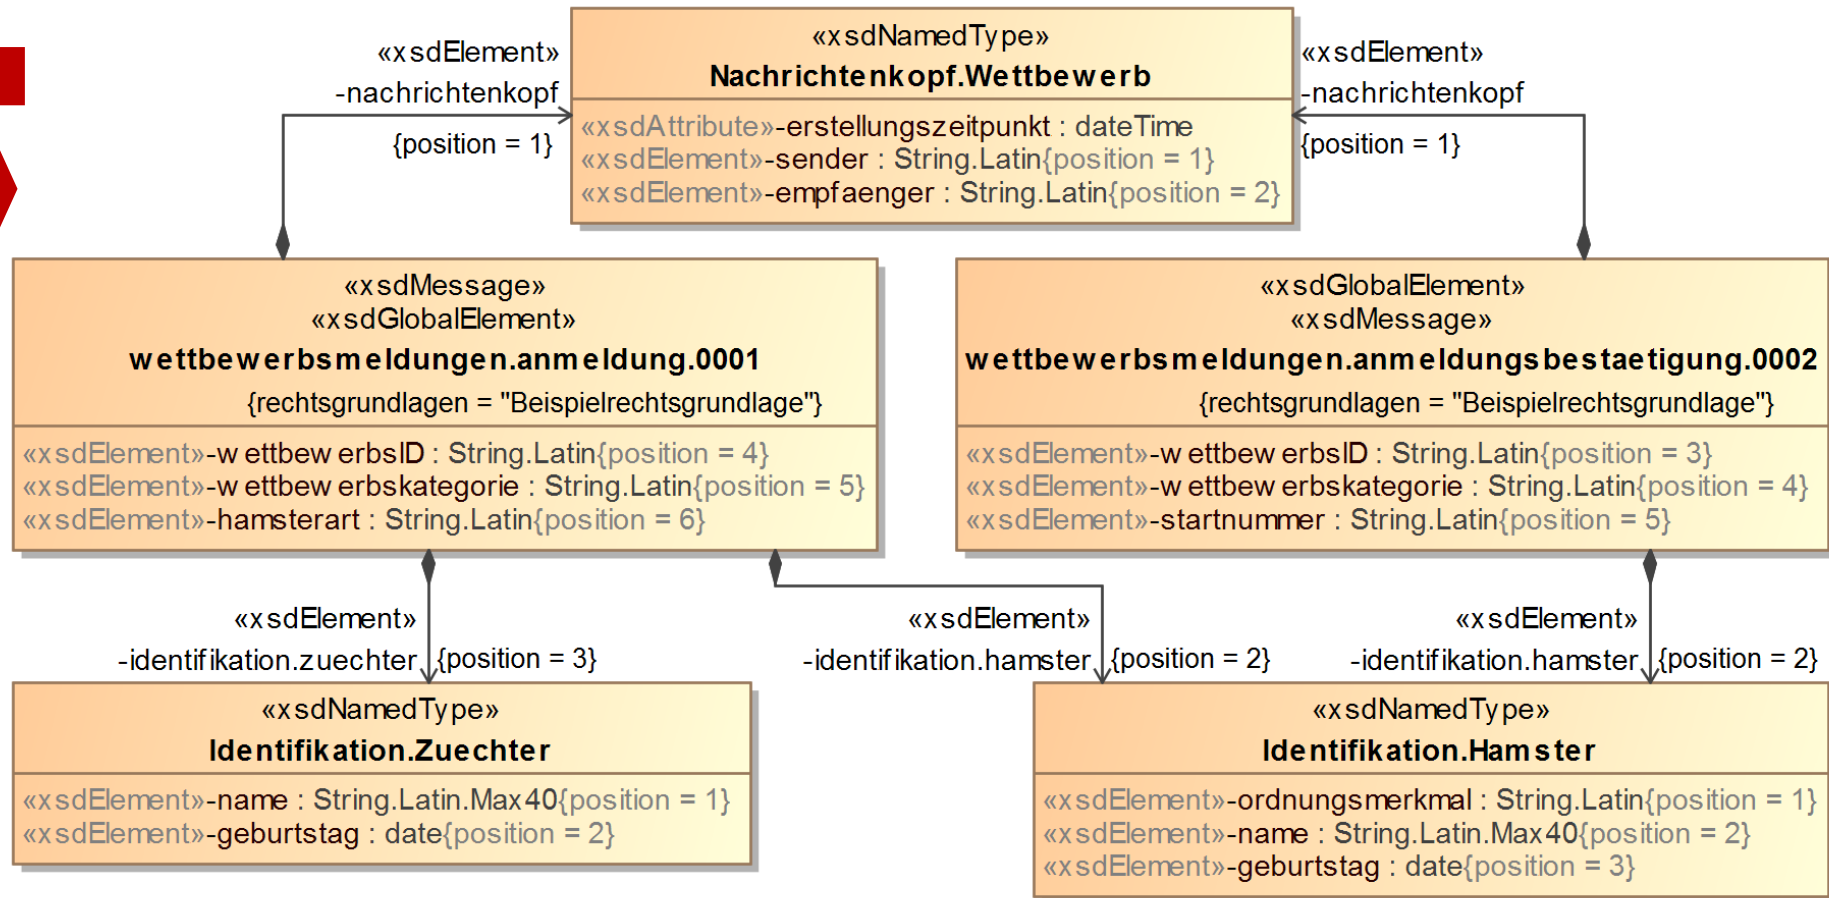 «xsdNamedType»
Nachrichtenkopf.Wettbewerb
«xsdAttribute»-erstellungszeitpunkt : dateTime
«xsdElement»-sender : String.Latin{position = 1}
«xsdElement»-empfaenger : String.Latin{position = 2}
«xsdElement»
-nachrichtenkopf
{position = 1}
«xsdElement»
-nachrichtenkopf
{position = 1}
«xsdMessage»
«xsdGlobalElement»
wettbewerbsmeldungen.anmeldung.0001
{rechtsgrundlagen = "Beispielrechtsgrundlage"}
«xsdElement»-wettbewerbsID : String.Latin{position = 4}
«xsdElement»-wettbewerbskategorie : String.Latin{position = 5}
«xsdElement»-hamsterart : String.Latin{position = 6}
«xsdGlobalElement»
«xsdMessage»
wettbewerbsmeldungen.anmeldungsbestaetigung.0002
{rechtsgrundlagen = "Beispielrechtsgrundlage"}
«xsdElement»-wettbewerbsID : String.Latin{position = 3}
«xsdElement»-wettbewerbskategorie : String.Latin{position = 4}
«xsdElement»-startnummer : String.Latin{position = 5}
«xsdElement»
-identifikation.zuechter
{position = 3}
«xsdElement»
-identifikation.hamster
{position = 2}
«xsdElement»
-identifikation.hamster
{position = 2}
«xsdNamedType»
Identifikation.Zuechter
«xsdElement»-name : String.Latin.Max40{position = 1}
«xsdElement»-geburtstag : date{position = 2}
«xsdNamedType»
Identifikation.Hamster
«xsdElement»-ordnungsmerkmal : String.Latin{position = 1}
«xsdElement»-name : String.Latin.Max40{position = 2}
«xsdElement»-geburtstag : date{position = 3}